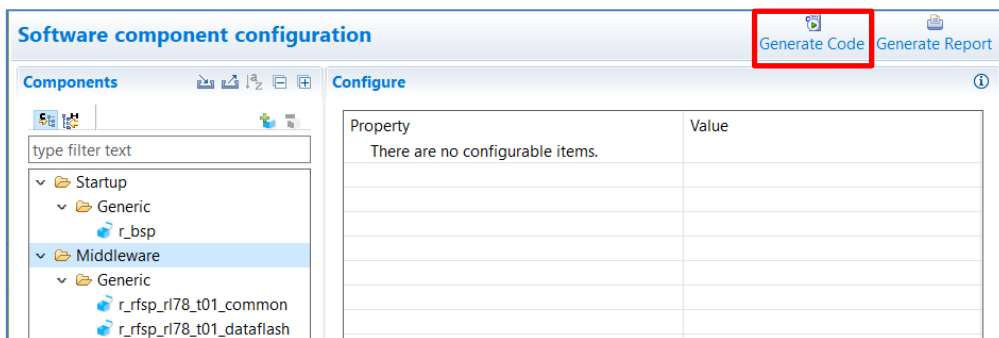 Software component configuration
Generate Code Generate Report
Components
Configure
type filter text
Property Value
There are no configurable items.
Startup
Generic
r_bsp
Middleware
Generic
r_rfsp_rl78_t01_common
r_rfsp_rl78_t01_dataflash